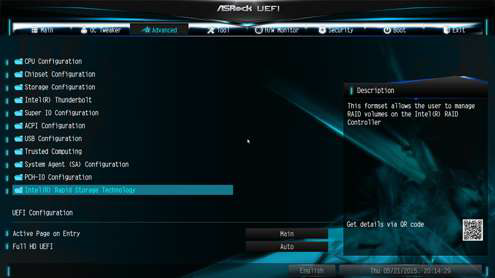 ASRock UEFI
Main OC Tweaker Advanced Tool H/W Monitor Security Boot Exit
CPU Configuration
Chipset Configuration
Storage Configuration
Intel(R) Thunderbolt
Super IO Configuration
ACPI Configuration
USB Configuration
Trusted Computing
System Agent (SA) Configuration
PCH-IO Configuration
Intel(R) Rapid Storage Technology
UEFI Configuration
Active Page on Entry Main
Full HD UEFI Auto
Description
This formset allows the user to manage
RAID volumes on the Intel(R) RAID
Controller
Get details via QR code
English Thu 05/21/2015. 20:14:29